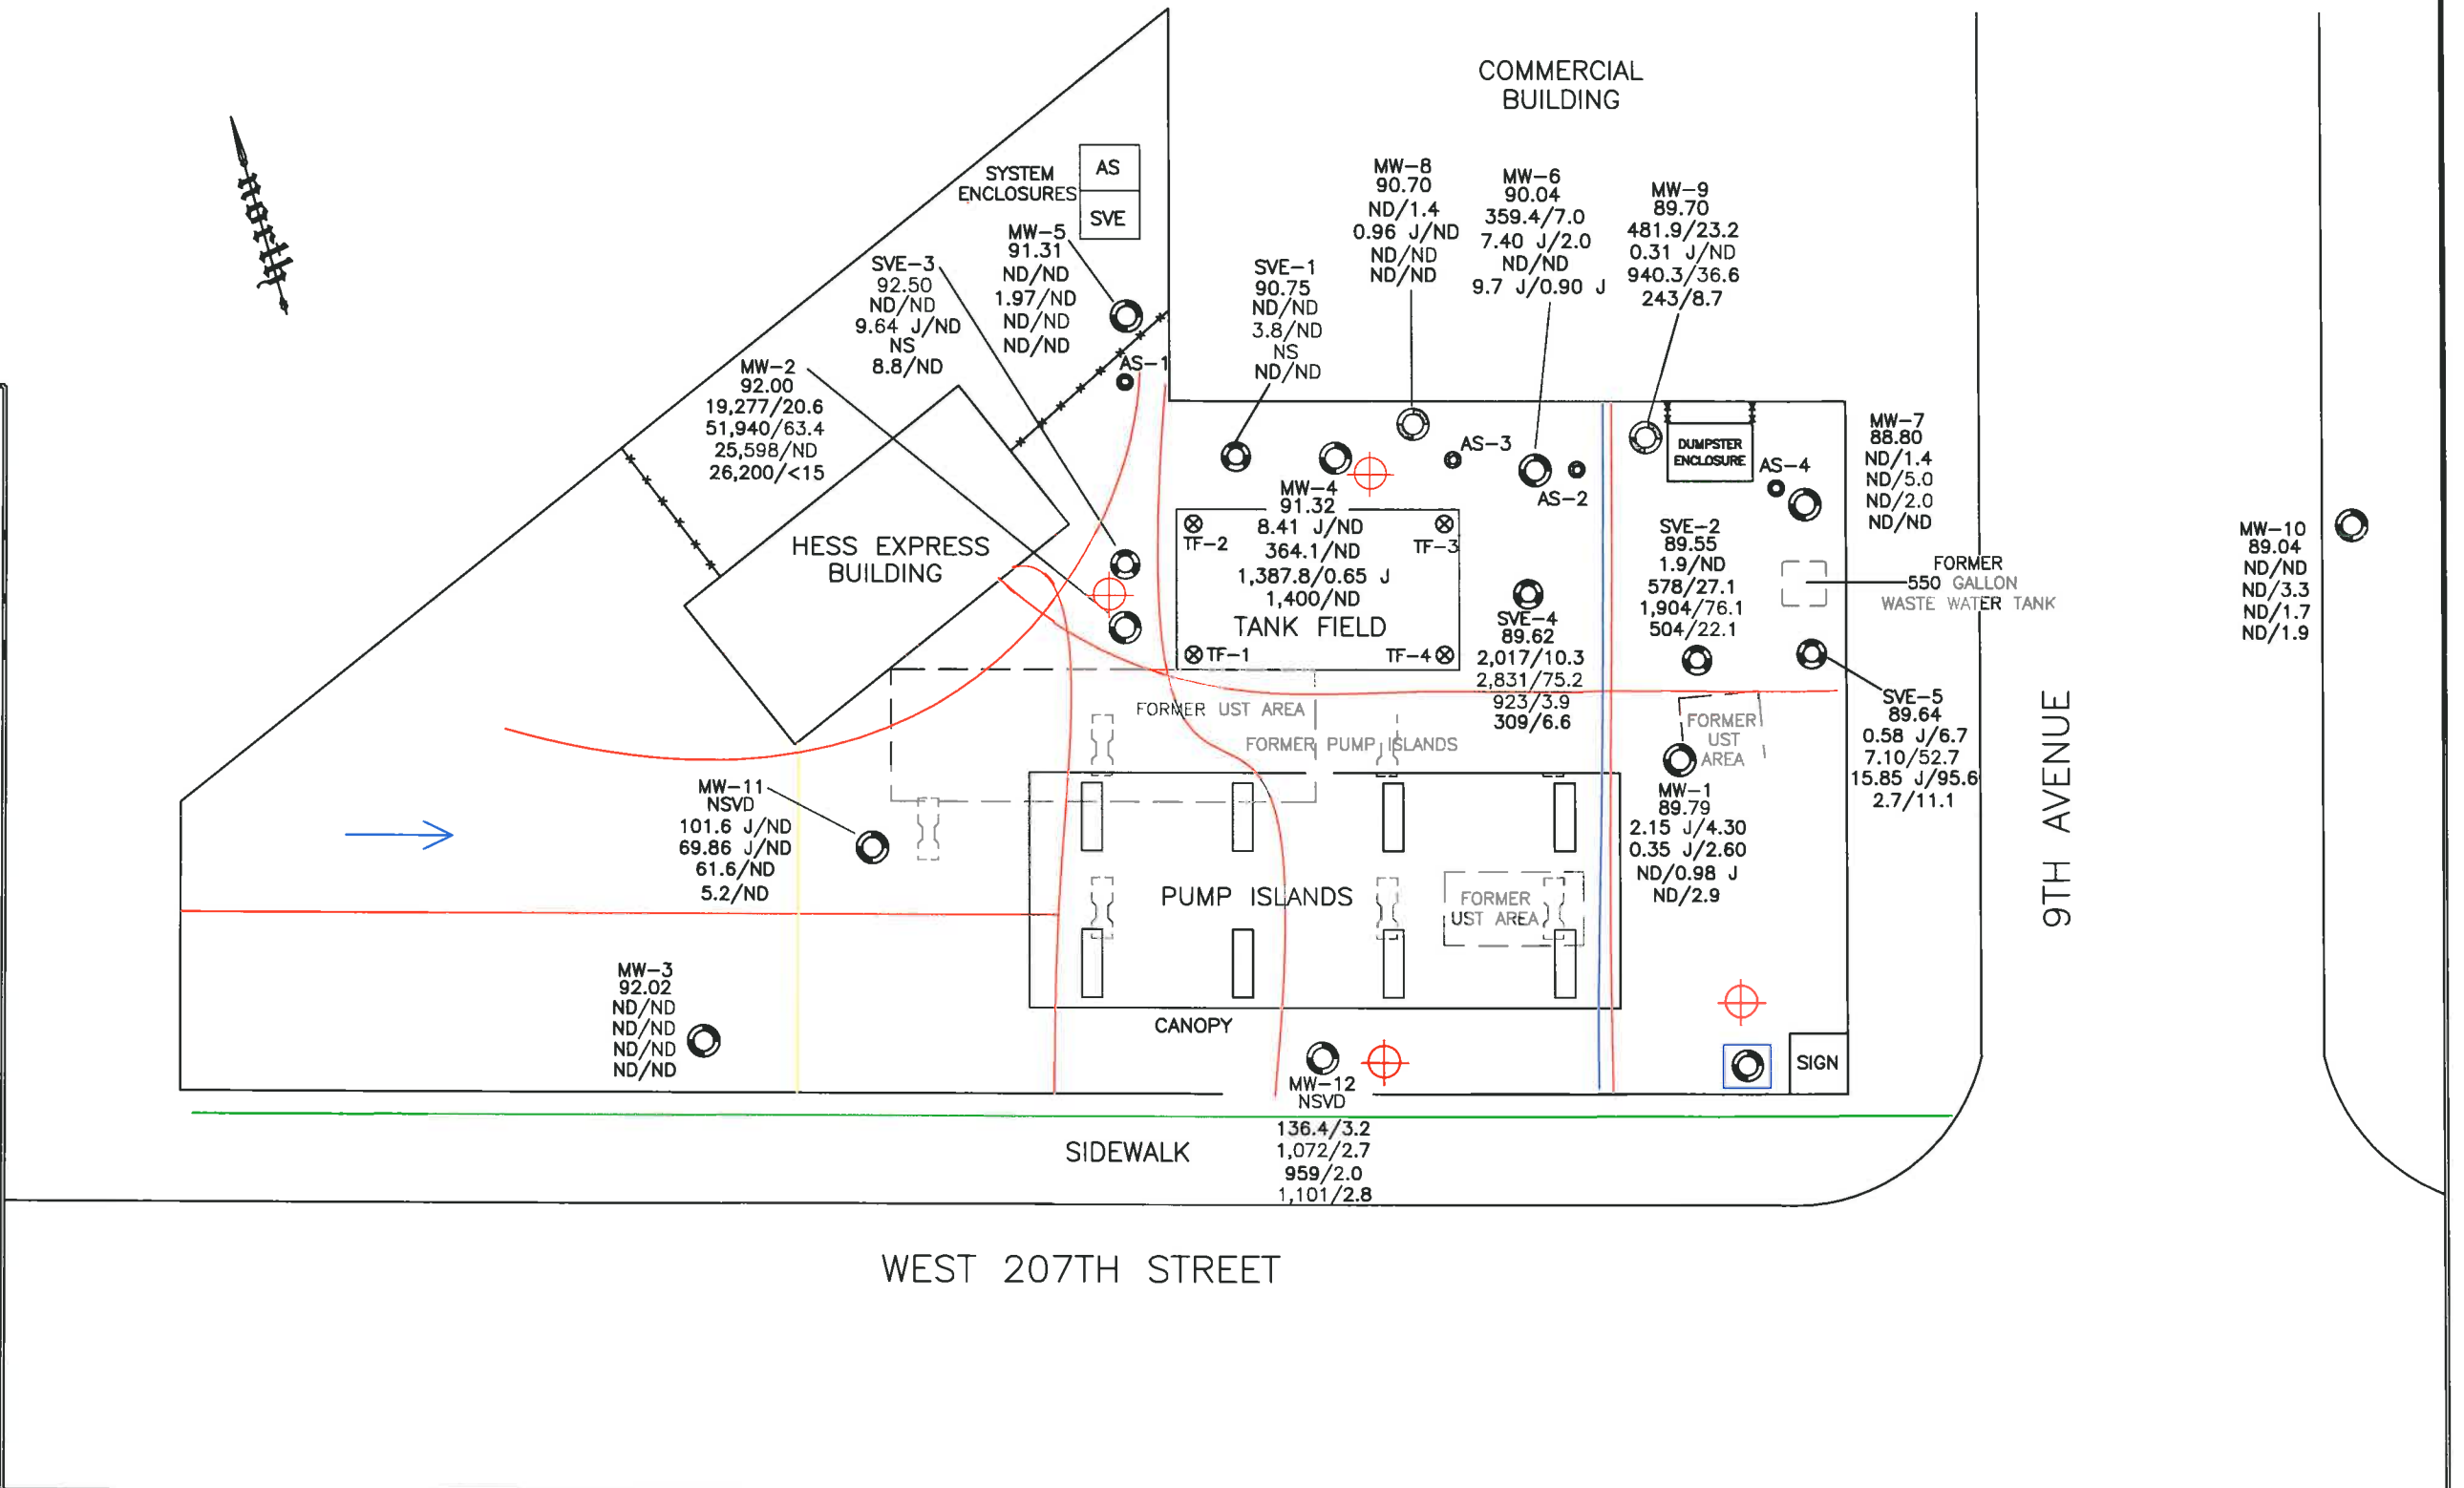 COMMERCIAL
BUILDING
north
SYSTEM
ENCLOSURES
AS
SVE
MW-5
91.31
ND/ND
1.97/ND
ND/ND
ND/ND
SVE-3
92.50
ND/ND
9.64 J/ND
NS
8.8/ND
MW-2
92.00
19,277/20.6
51,940/63.4
25,598/ND
26,200/<15
AS-1
SVE-1
90.75
ND/ND
3.8/ND
NS
ND/ND
MW-8
90.70
ND/1.4
0.96 J/ND
ND/ND
ND/ND
MW-6
90.04
359.4/7.0
7.40 J/2.0
ND/ND
9.7 J/0.90 J
MW-9
89.70
481.9/23.2
0.31 J/ND
940.3/36.6
243/8.7
AS-3
AS-2
DUMPSTER
ENCLOSURE
AS-4
MW-7
88.80
ND/1.4
ND/5.0
ND/2.0
ND/ND
MW-10
89.04
ND/ND
ND/3.3
ND/1.7
ND/1.9
HESS EXPRESS
BUILDING
MW-4
91.32
8.41 J/ND
364.1/ND
1,387.8/0.65 J
1,400/ND
TANK FIELD
TF-2
TF-3
TF-1
TF-4
SVE-2
89.55
1.9/ND
578/27.1
1,904/76.1
504/22.1
FORMER
550 GALLON
WASTE WATER TANK
SVE-4
89.62
2,017/10.3
2,831/75.2
923/3.9
309/6.6
SVE-5
89.64
0.58 J/6.7
7.10/52.7
15.85 J/95.6
2.7/11.1
FORMER UST AREA
FORMER PUMP ISLANDS
FORMER
UST
AREA
MW-1
89.79
2.15 J/4.30
0.35 J/2.60
ND/0.98 J
ND/2.9
MW-11
NSVD
101.6 J/ND
69.86 J/ND
61.6/ND
5.2/ND
PUMP ISLANDS
FORMER
UST AREA
9TH AVENUE
MW-3
92.02
ND/ND
ND/ND
ND/ND
ND/ND
CANOPY
SIGN
MW-12
NSVD
136.4/3.2
1,072/2.7
959/2.0
1,101/2.8
SIDEWALK
WEST 207TH STREET